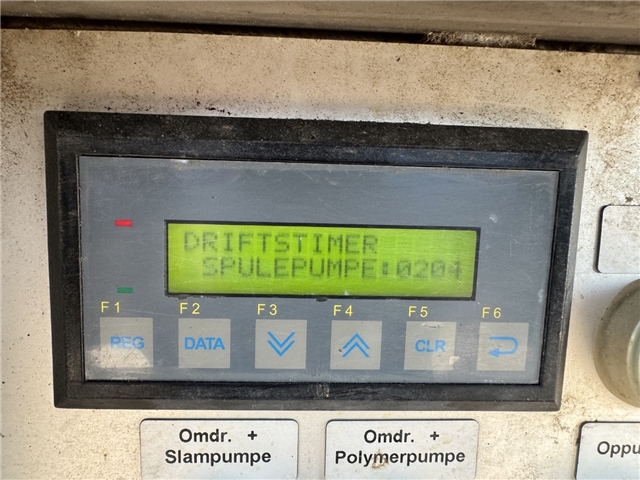 DRIFTSTIMER
SPULEPUMPE:0204
F1 F2 F3 F4 F5 F6
REG DATA CLR
Omdr. + Slampumpe
Omdr. + Polymerpumpe